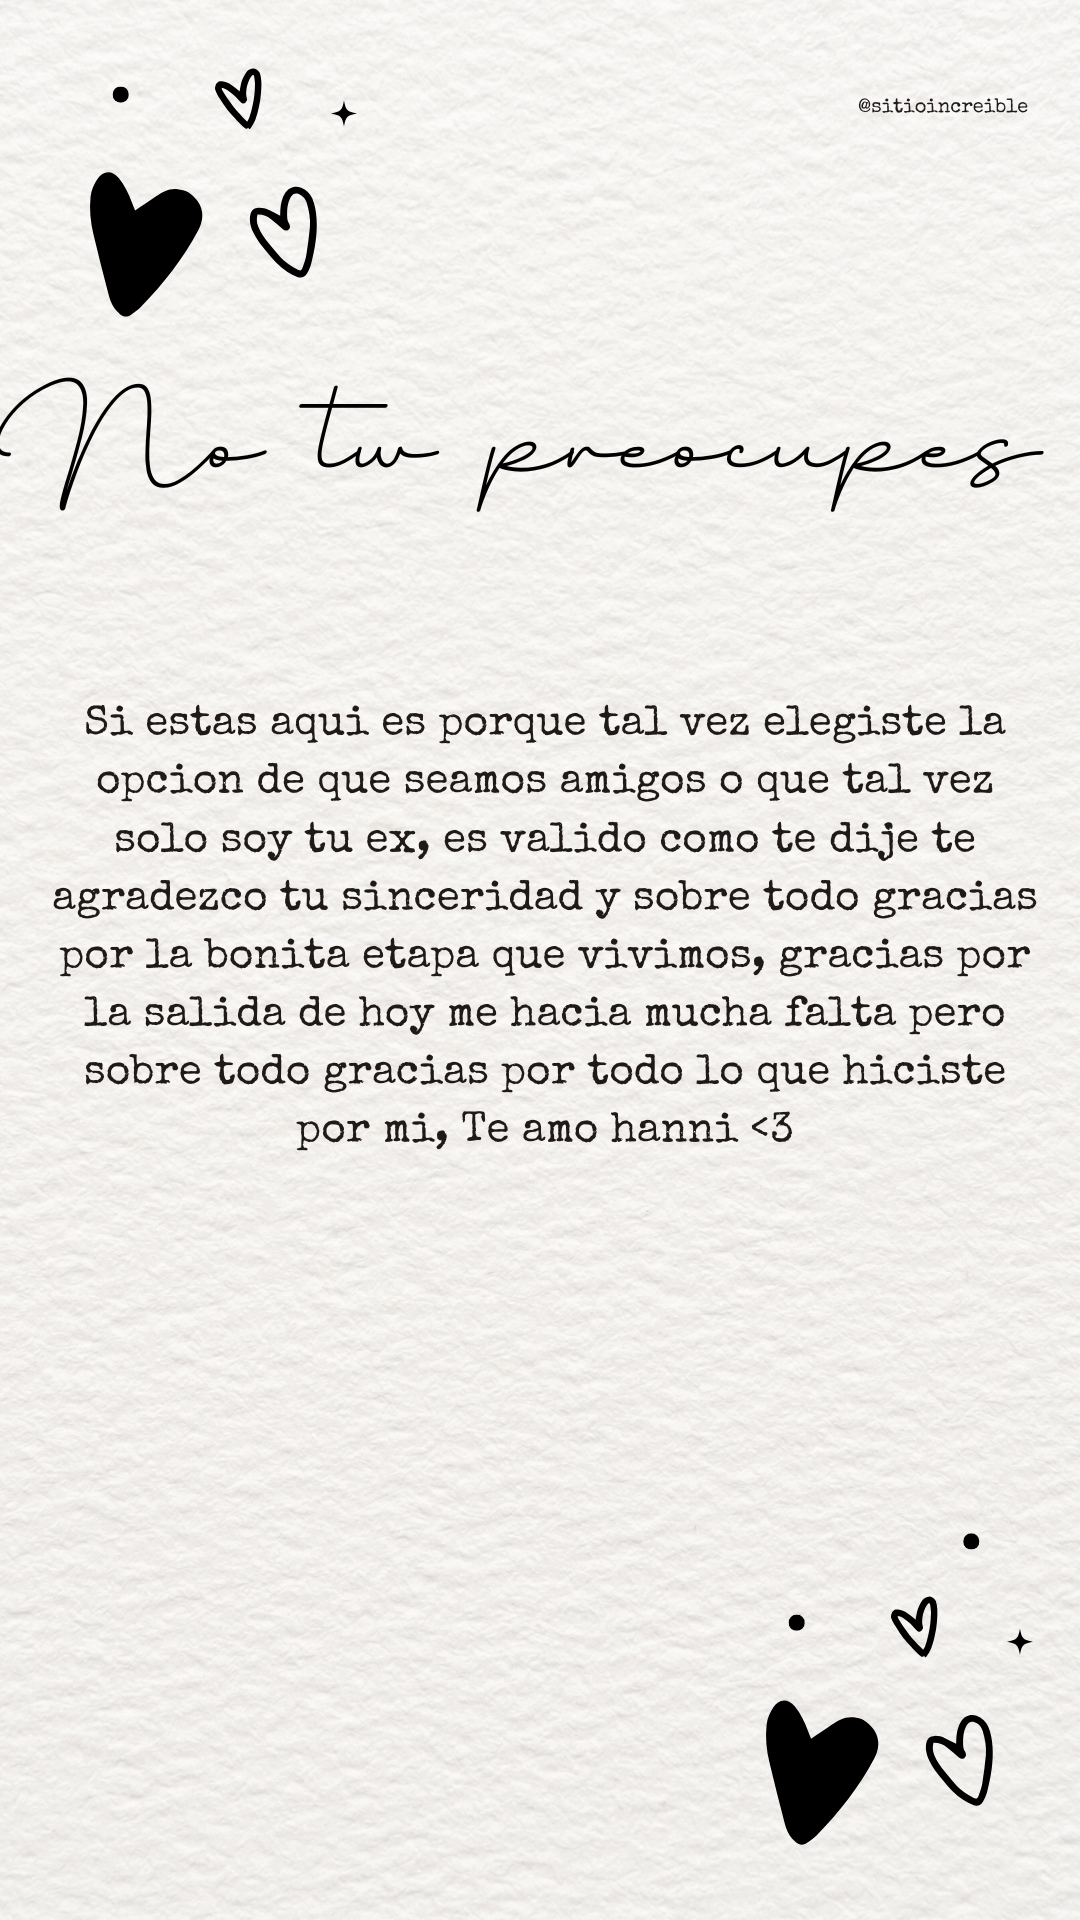 @sitioincreible
No tw preocupes
Si estas aqui es porque tal vez elegiste la
opcion de que seamos amigos o que tal vez
solo soy tu ex, es valido como te dije te
agradezco tu sinceridad y sobre todo gracias
por la bonita etapa que vivimos, gracias por
la salida de hoy me hacia mucha falta pero
sobre todo gracias por todo lo que hiciste
por mi, Te amo hanni <3